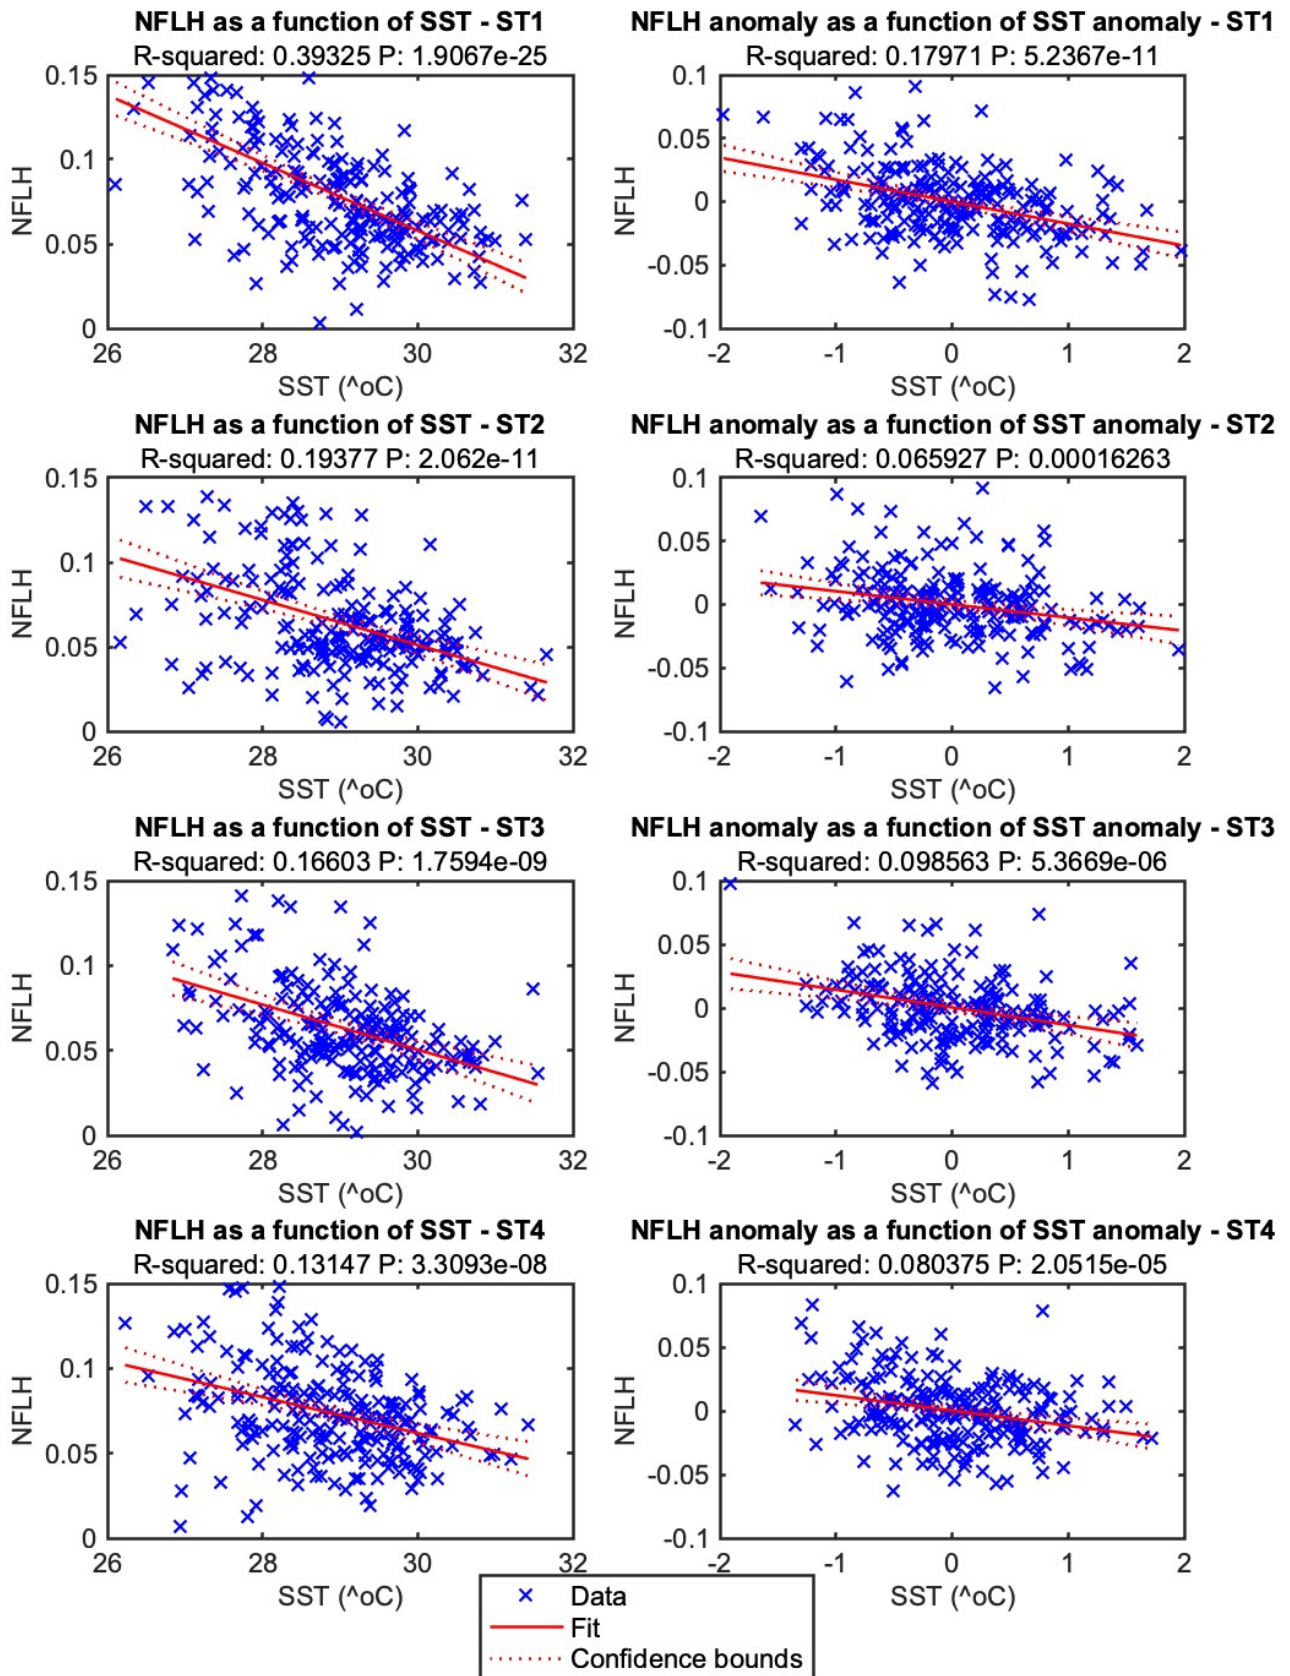 NFLH as a function of SST - ST1
R-squared: 0.39325 P: 1.9067e-25
0.15
0.1
0.05
0
NFLH
26 28 30 32
SST (^oC)
NFLH anomaly as a function of SST anomaly - ST1
R-squared: 0.17971 P: 5.2367e-11
0.1
0.05
0
-0.05
-0.1
NFLH
-2 -1 0 1 2
SST (^oC)
NFLH as a function of SST - ST2
R-squared: 0.19377 P: 2.062e-11
0.15
0.1
0.05
0
NFLH
26 28 30 32
SST (^oC)
NFLH anomaly as a function of SST anomaly - ST2
R-squared: 0.065927 P: 0.00016263
0.1
0.05
0
-0.05
-0.1
NFLH
-2 -1 0 1 2
SST (^oC)
NFLH as a function of SST - ST3
R-squared: 0.16603 P: 1.7594e-09
0.15
0.1
0.05
0
NFLH
26 28 30 32
SST (^oC)
NFLH anomaly as a function of SST anomaly - ST3
R-squared: 0.098563 P: 5.3669e-06
0.1
0.05
0
-0.05
-0.1
NFLH
-2 -1 0 1 2
SST (^oC)
NFLH as a function of SST - ST4
R-squared: 0.13147 P: 3.3093e-08
0.15
0.1
0.05
0
NFLH
26 28 30 32
SST (^oC)
NFLH anomaly as a function of SST anomaly - ST4
R-squared: 0.080375 P: 2.0515e-05
0.1
0.05
0
-0.05
-0.1
NFLH
-2 -1 0 1 2
SST (^oC)
Data
Fit
Confidence bounds